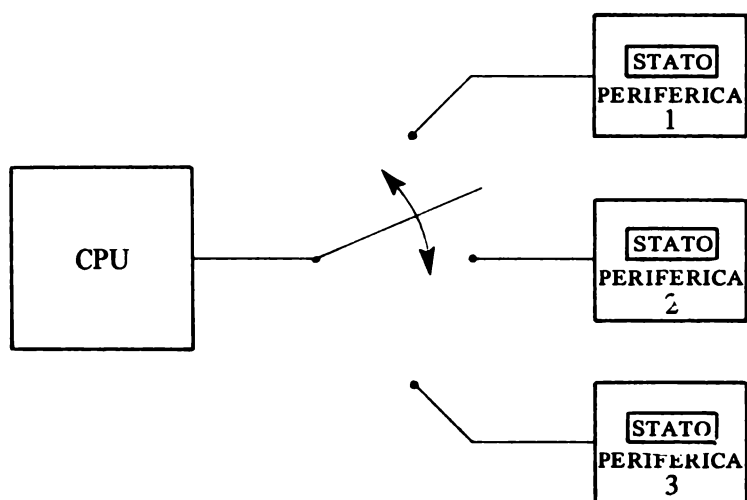 STATO
PERIFERICA
1
CPU
STATO
PERIFERICA
2
STATO
PERIFERICA
3